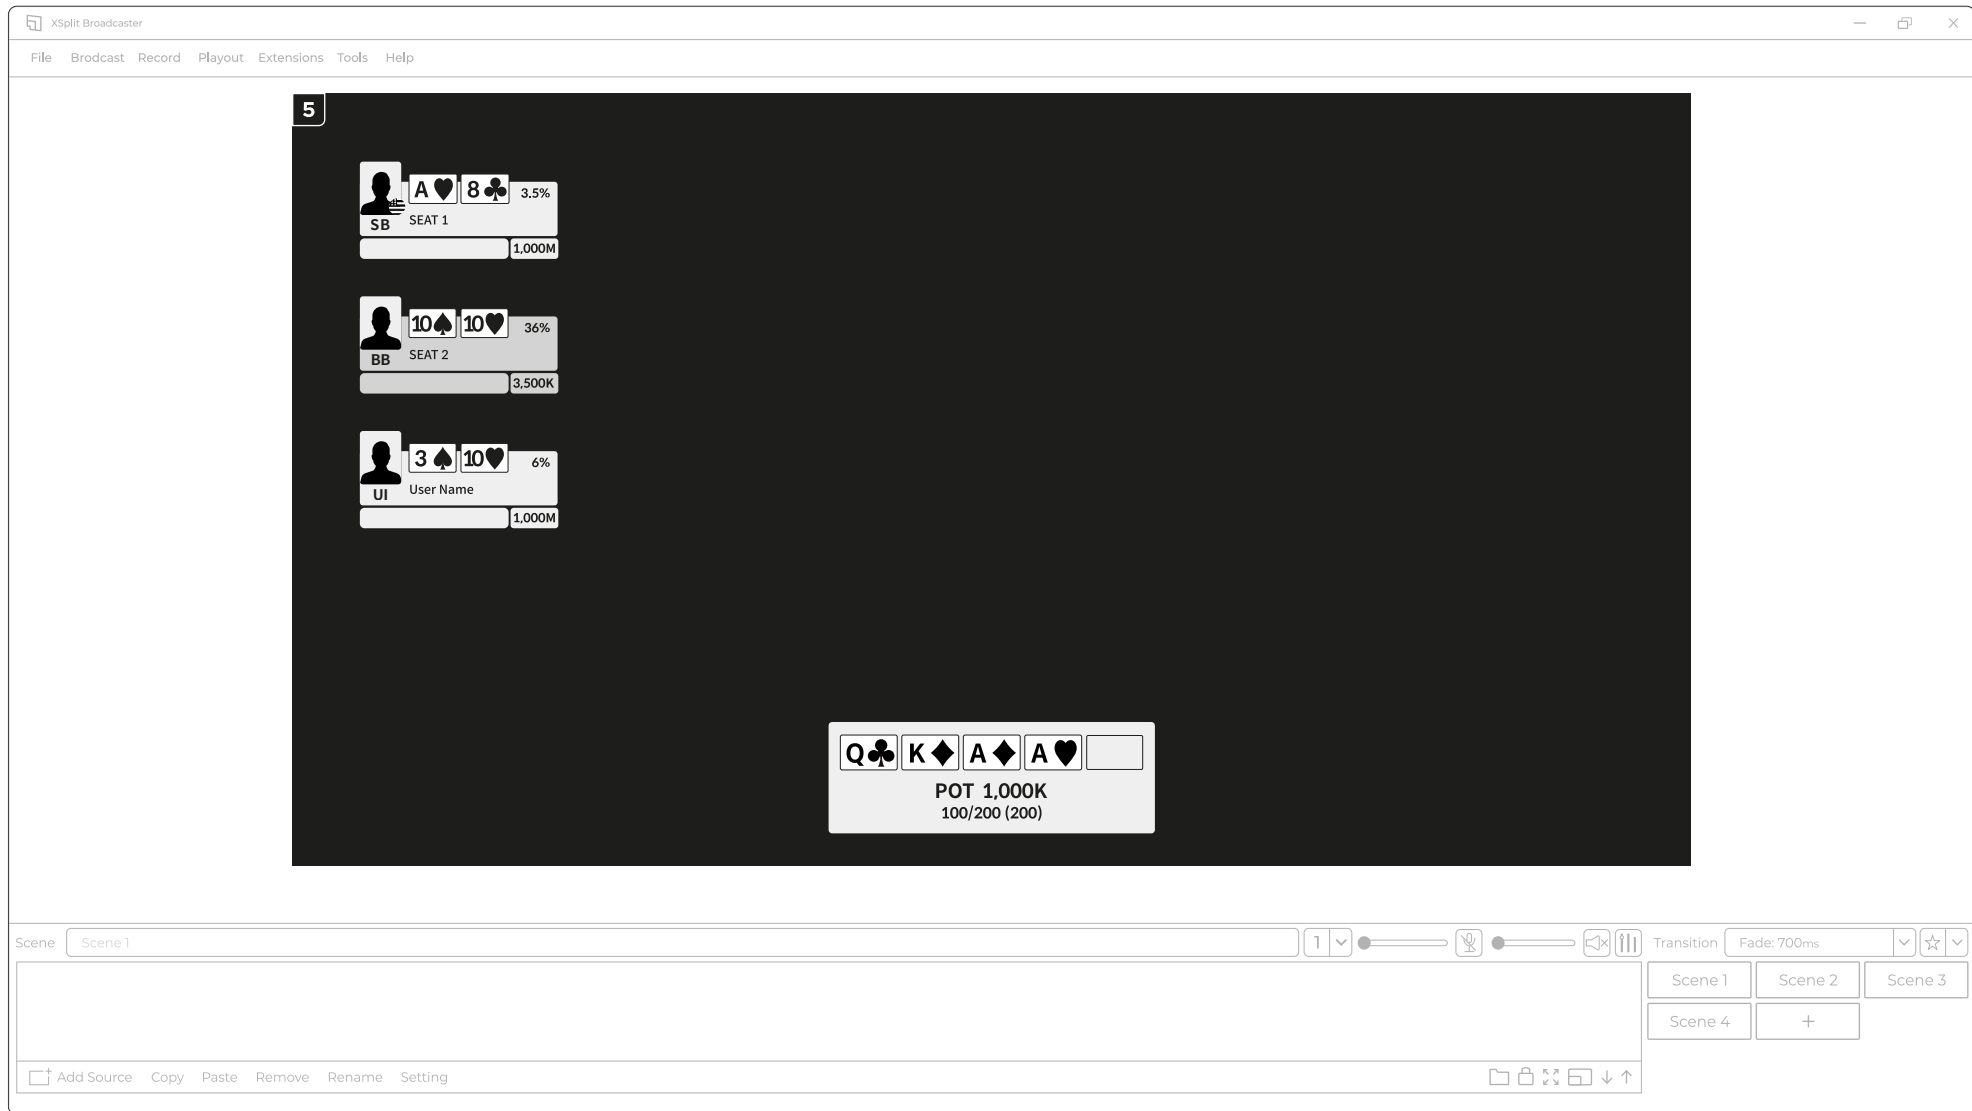 XSplit Broadcaster
File Brodcast Record Playout Extensions Tools Help
5
A 8 3.5%
SB SEAT 1
1,000M
10 10 36%
BB SEAT 2
3,500K
3 10 6%
UI User Name
1,000M
Q K A A
POT 1,000K
100/200 (200)
Scene Scene 1 1 Transition Fade: 700ms
Scene 1 Scene 2 Scene 3
Scene 4 +
Add Source Copy Paste Remove Rename Setting